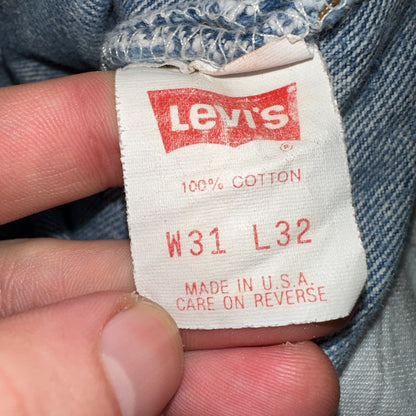 Levi's ®
100% COTTON
W31 L32
MADE IN U.S.A.
CARE ON REVERSE